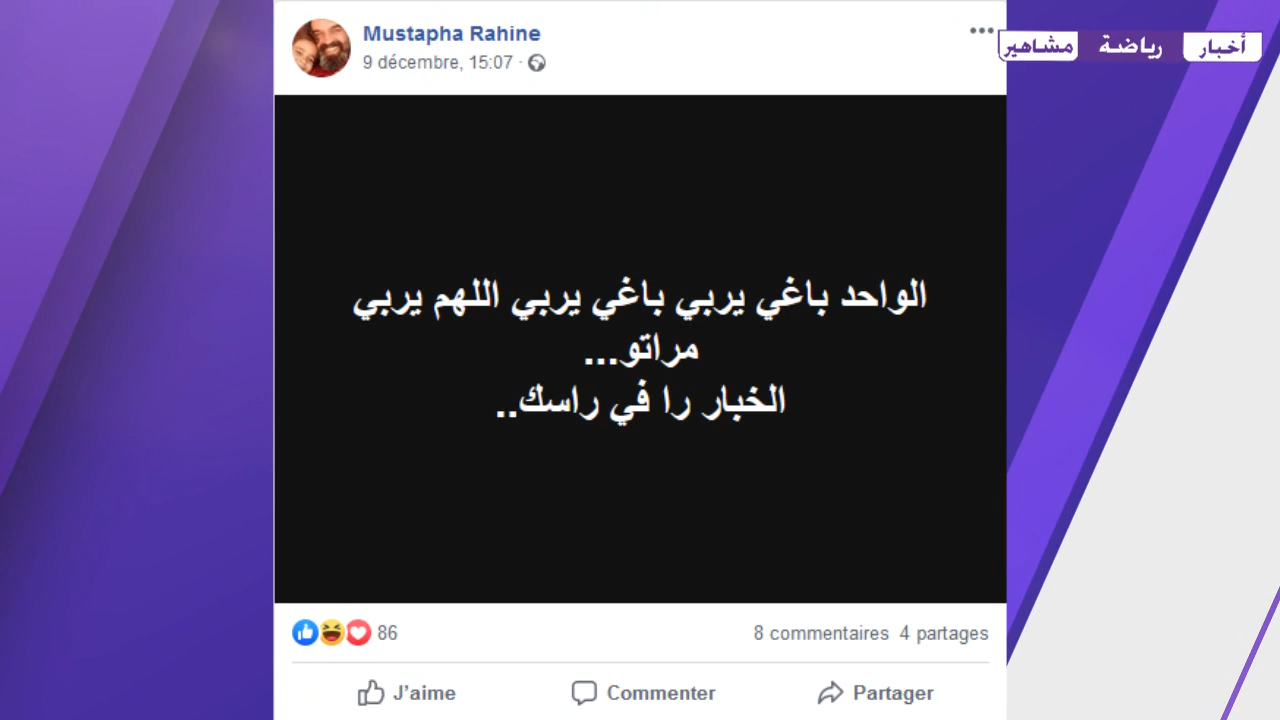 Mustapha Rahine
9 décembre, 15:07 ·
أخبار رياضة مشاهير
الواحد باغي يربي باغي يربي اللهم يربي
مراتو...
الخبار را في راسك..
86
8 commentaires 4 partages
J’aime Commenter Partager